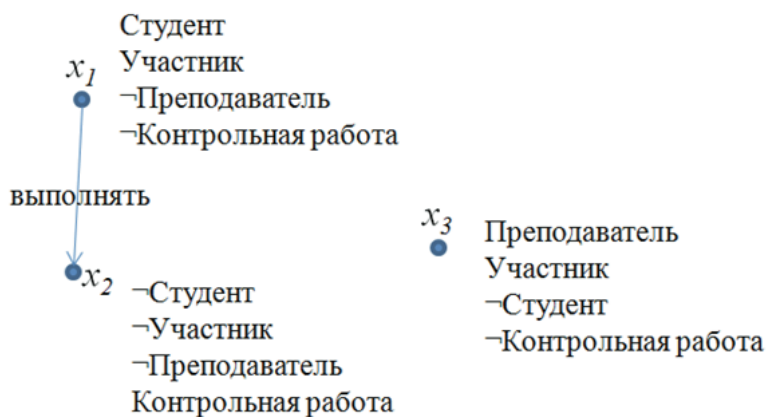 x1
Студент
Участник
¬Преподаватель
¬Контрольная работа
выполнять
x2
¬Студент
¬Участник
¬Преподаватель
Контрольная работа
x3
Преподаватель
Участник
¬Студент
¬Контрольная работа